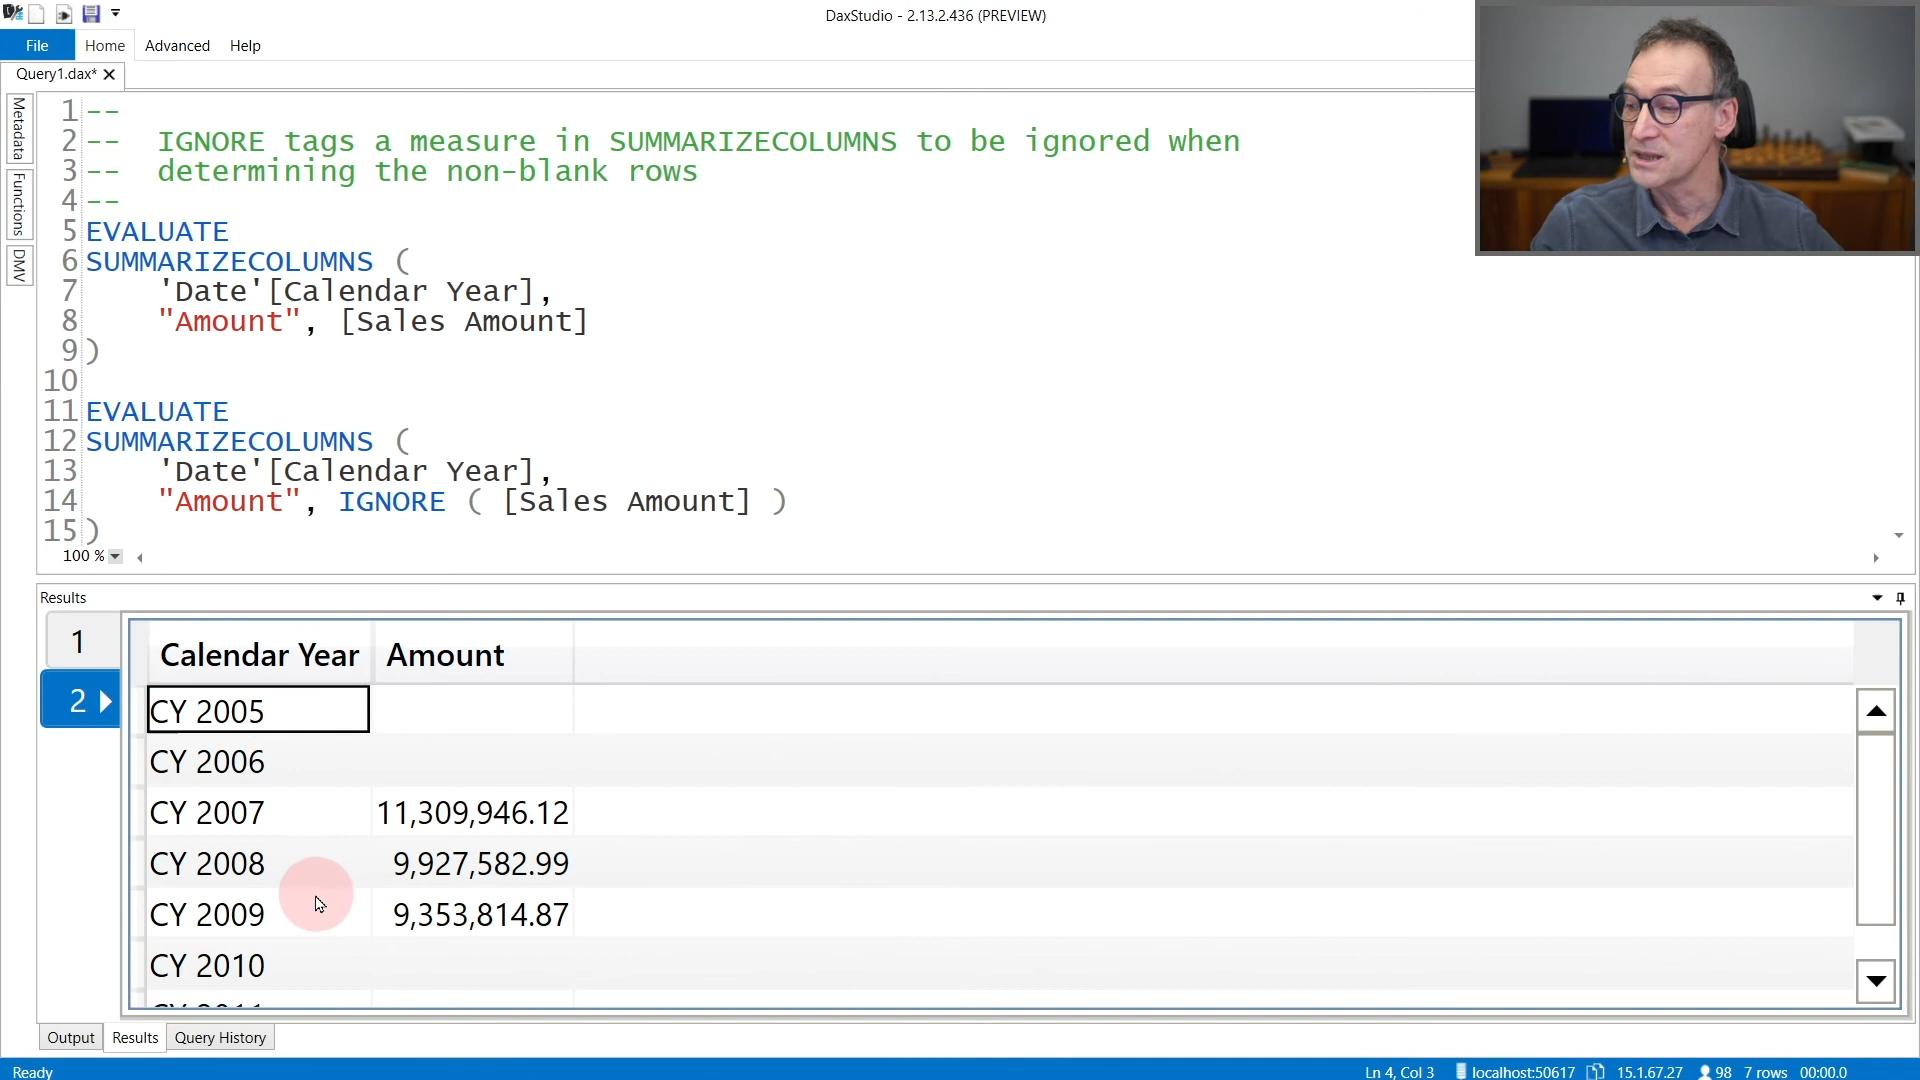 DaxStudio - 2.13.2.436 (PREVIEW)
File Home Advanced Help
Query1.dax*
Metadata
Functions
DMV
1 --
2 --  IGNORE tags a measure in SUMMARIZECOLUMNS to be ignored when
3 --  determining the non-blank rows
4 --
5 EVALUATE
6 SUMMARIZECOLUMNS (
7     'Date'[Calendar Year],
8     "Amount", [Sales Amount]
9 )
10
11 EVALUATE
12 SUMMARIZECOLUMNS (
13     'Date'[Calendar Year],
14     "Amount", IGNORE ( [Sales Amount] )
15 )
100 %
Results
1
2
Calendar Year Amount
CY 2005
CY 2006
CY 2007 11,309,946.12
CY 2008 9,927,582.99
CY 2009 9,353,814.87
CY 2010
Output Results Query History
Ready Ln 4, Col 3 localhost:50617 15.1.67.27 98 7 rows 00:00.0